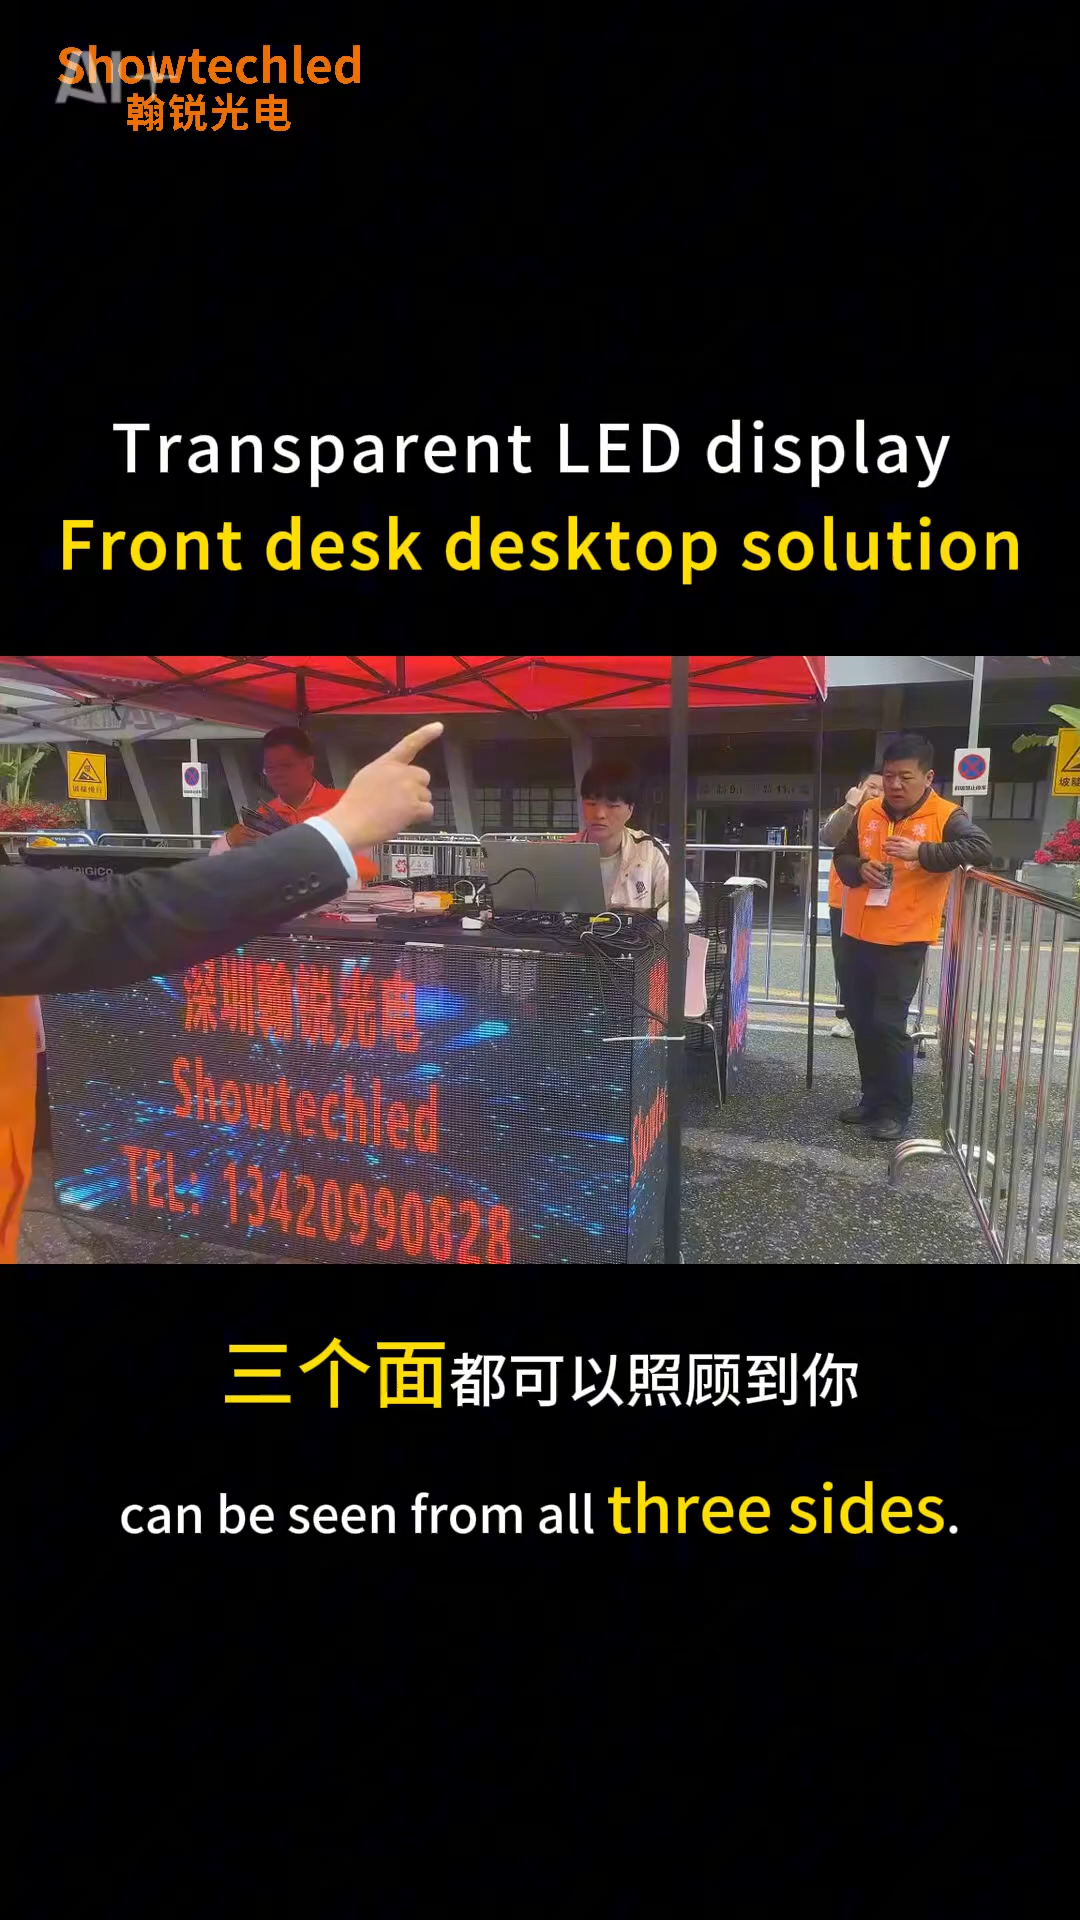 Showtechled
AI+
翰锐光电
Transparent LED display
Front desk desktop solution
DiGiCo
深圳翰锐光电
Showtechled
TEL: 13420990828
三个面都可以照顾到你
can be seen from all three sides.